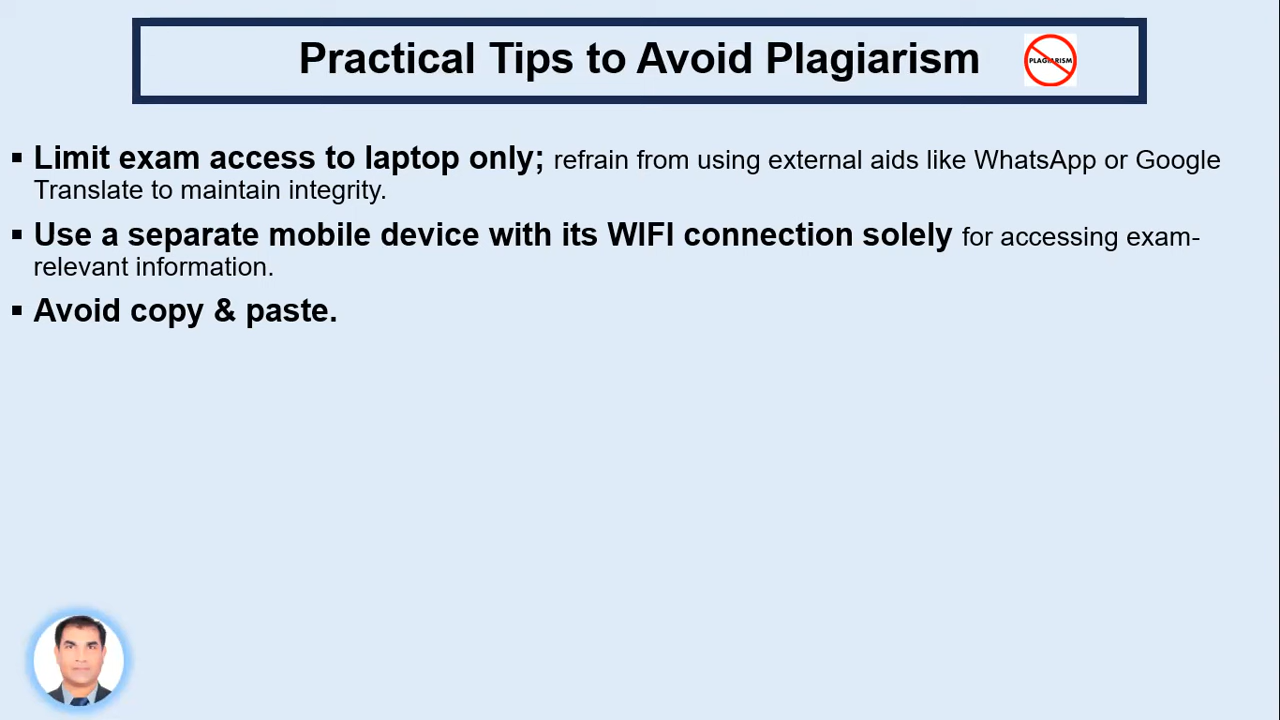 Practical Tips to Avoid Plagiarism
PLAGIARISM
▪ Limit exam access to laptop only; refrain from using external aids like WhatsApp or Google
Translate to maintain integrity.
▪ Use a separate mobile device with its WIFI connection solely for accessing exam-
relevant information.
▪ Avoid copy & paste.